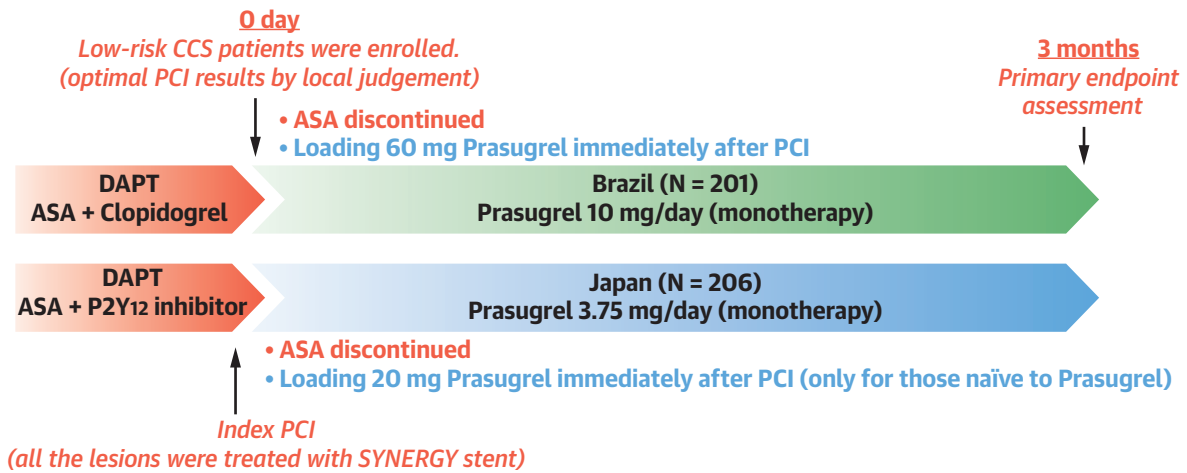 0 day
Low-risk CCS patients were enrolled.
(optimal PCI results by local judgement)
3 months
Primary endpoint
assessment
• ASA discontinued
• Loading 60 mg Prasugrel immediately after PCI
DAPT
ASA + Clopidogrel
Brazil (N = 201)
Prasugrel 10 mg/day (monotherapy)
DAPT
ASA + P2Y12 inhibitor
Japan (N = 206)
Prasugrel 3.75 mg/day (monotherapy)
• ASA discontinued
• Loading 20 mg Prasugrel immediately after PCI (only for those naïve to Prasugrel)
Index PCI
(all the lesions were treated with SYNERGY stent)